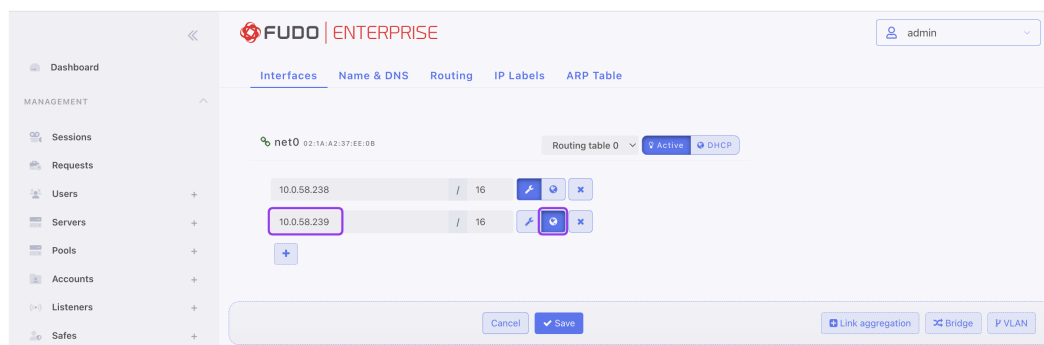 FUDO ENTERPRISE
admin
Dashboard
Interfaces Name & DNS Routing IP Labels ARP Table
MANAGEMENT
Sessions
net0 02:1A:A2:37:EE:0B Routing table 0 Active DHCP
Requests
Users +
10.0.58.238 / 16
Servers +
10.0.58.239 / 16
Pools +
+
Accounts +
Listeners +
Cancel Save Link aggregation Bridge VLAN
Safes +